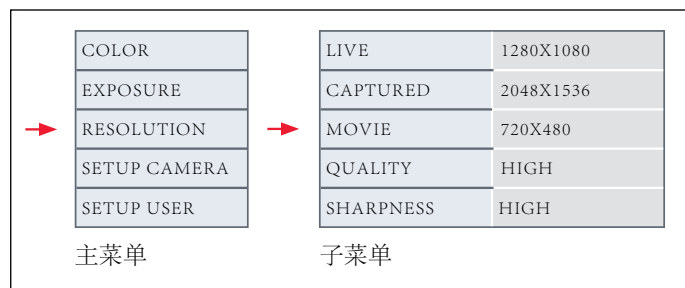 COLOR
EXPOSURE
RESOLUTION
SETUP CAMERA
SETUP USER
主菜单
LIVE 1280X1080
CAPTURED 2048X1536
MOVIE 720X480
QUALITY HIGH
SHARPNESS HIGH
子菜单